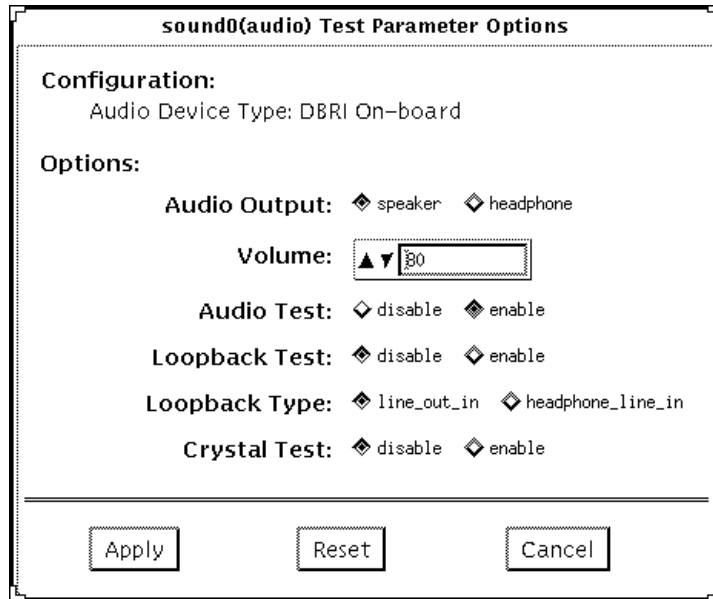 sound0(audio) Test Parameter Options
Configuration:
Audio Device Type: DBRI On-board
Options:
Audio Output: speaker headphone
Volume: 80
Audio Test: disable enable
Loopback Test: disable enable
Loopback Type: line_out_in headphone_line_in
Crystal Test: disable enable
Apply Reset Cancel